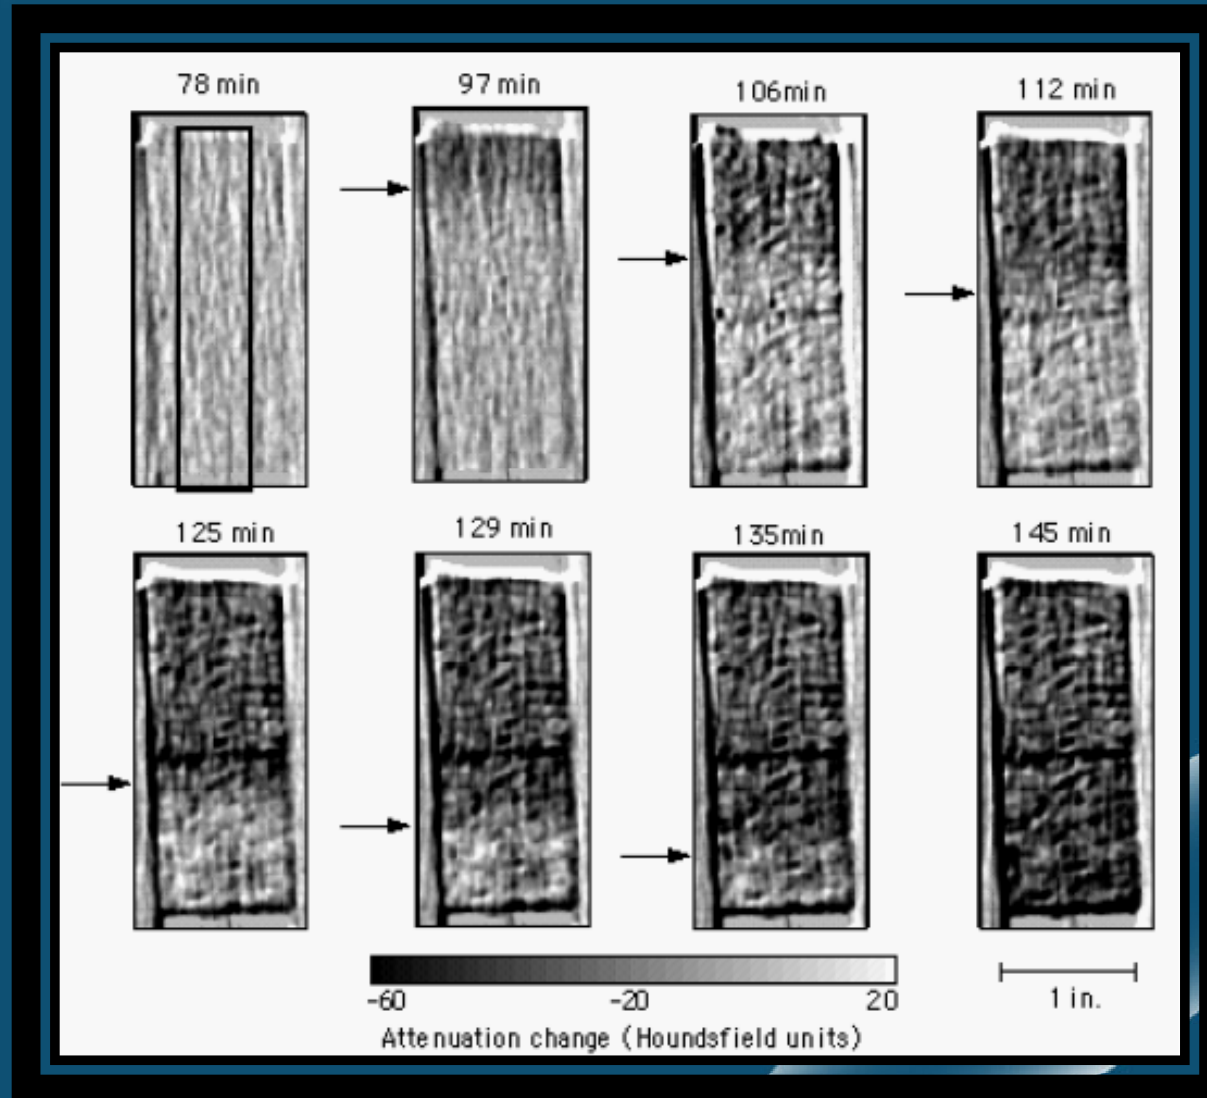 78 min
97 min
106min
112 min
125 min
129 min
135min
145 min
-60 -20 20
1 in.
Attenuation change (Houndsfield units)